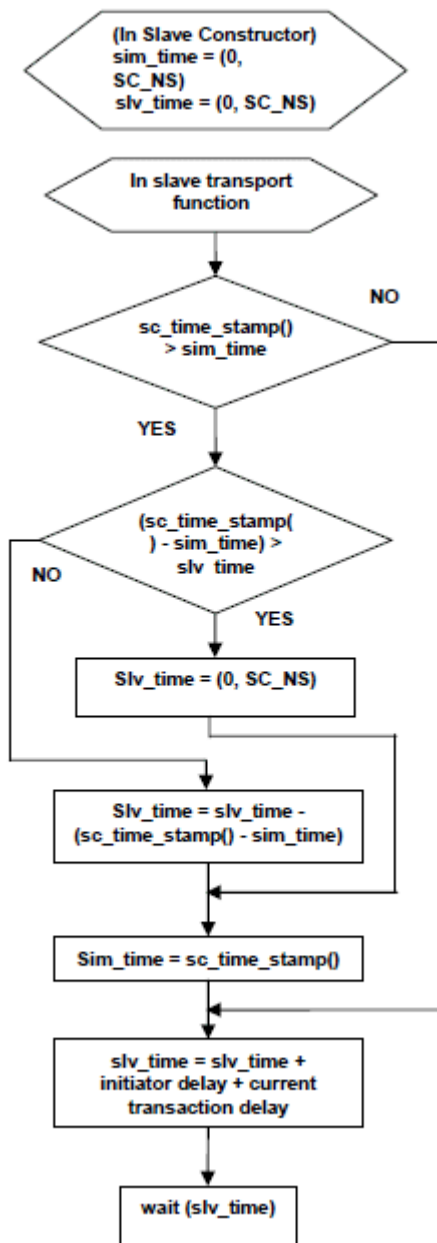 (In Slave Constructor)
sim_time = (0,
SC_NS)
slv_time = (0, SC_NS)
In slave transport
function
NO
sc_time_stamp()
> sim_time
YES
(sc_time_stamp(
) - sim_time) >
slv time
NO
YES
Slv_time = (0, SC_NS)
Slv_time = slv_time -
(sc_time_stamp() - sim_time)
Sim_time = sc_time_stamp()
slv_time = slv_time +
initiator delay + current
transaction delay
wait (slv_time)